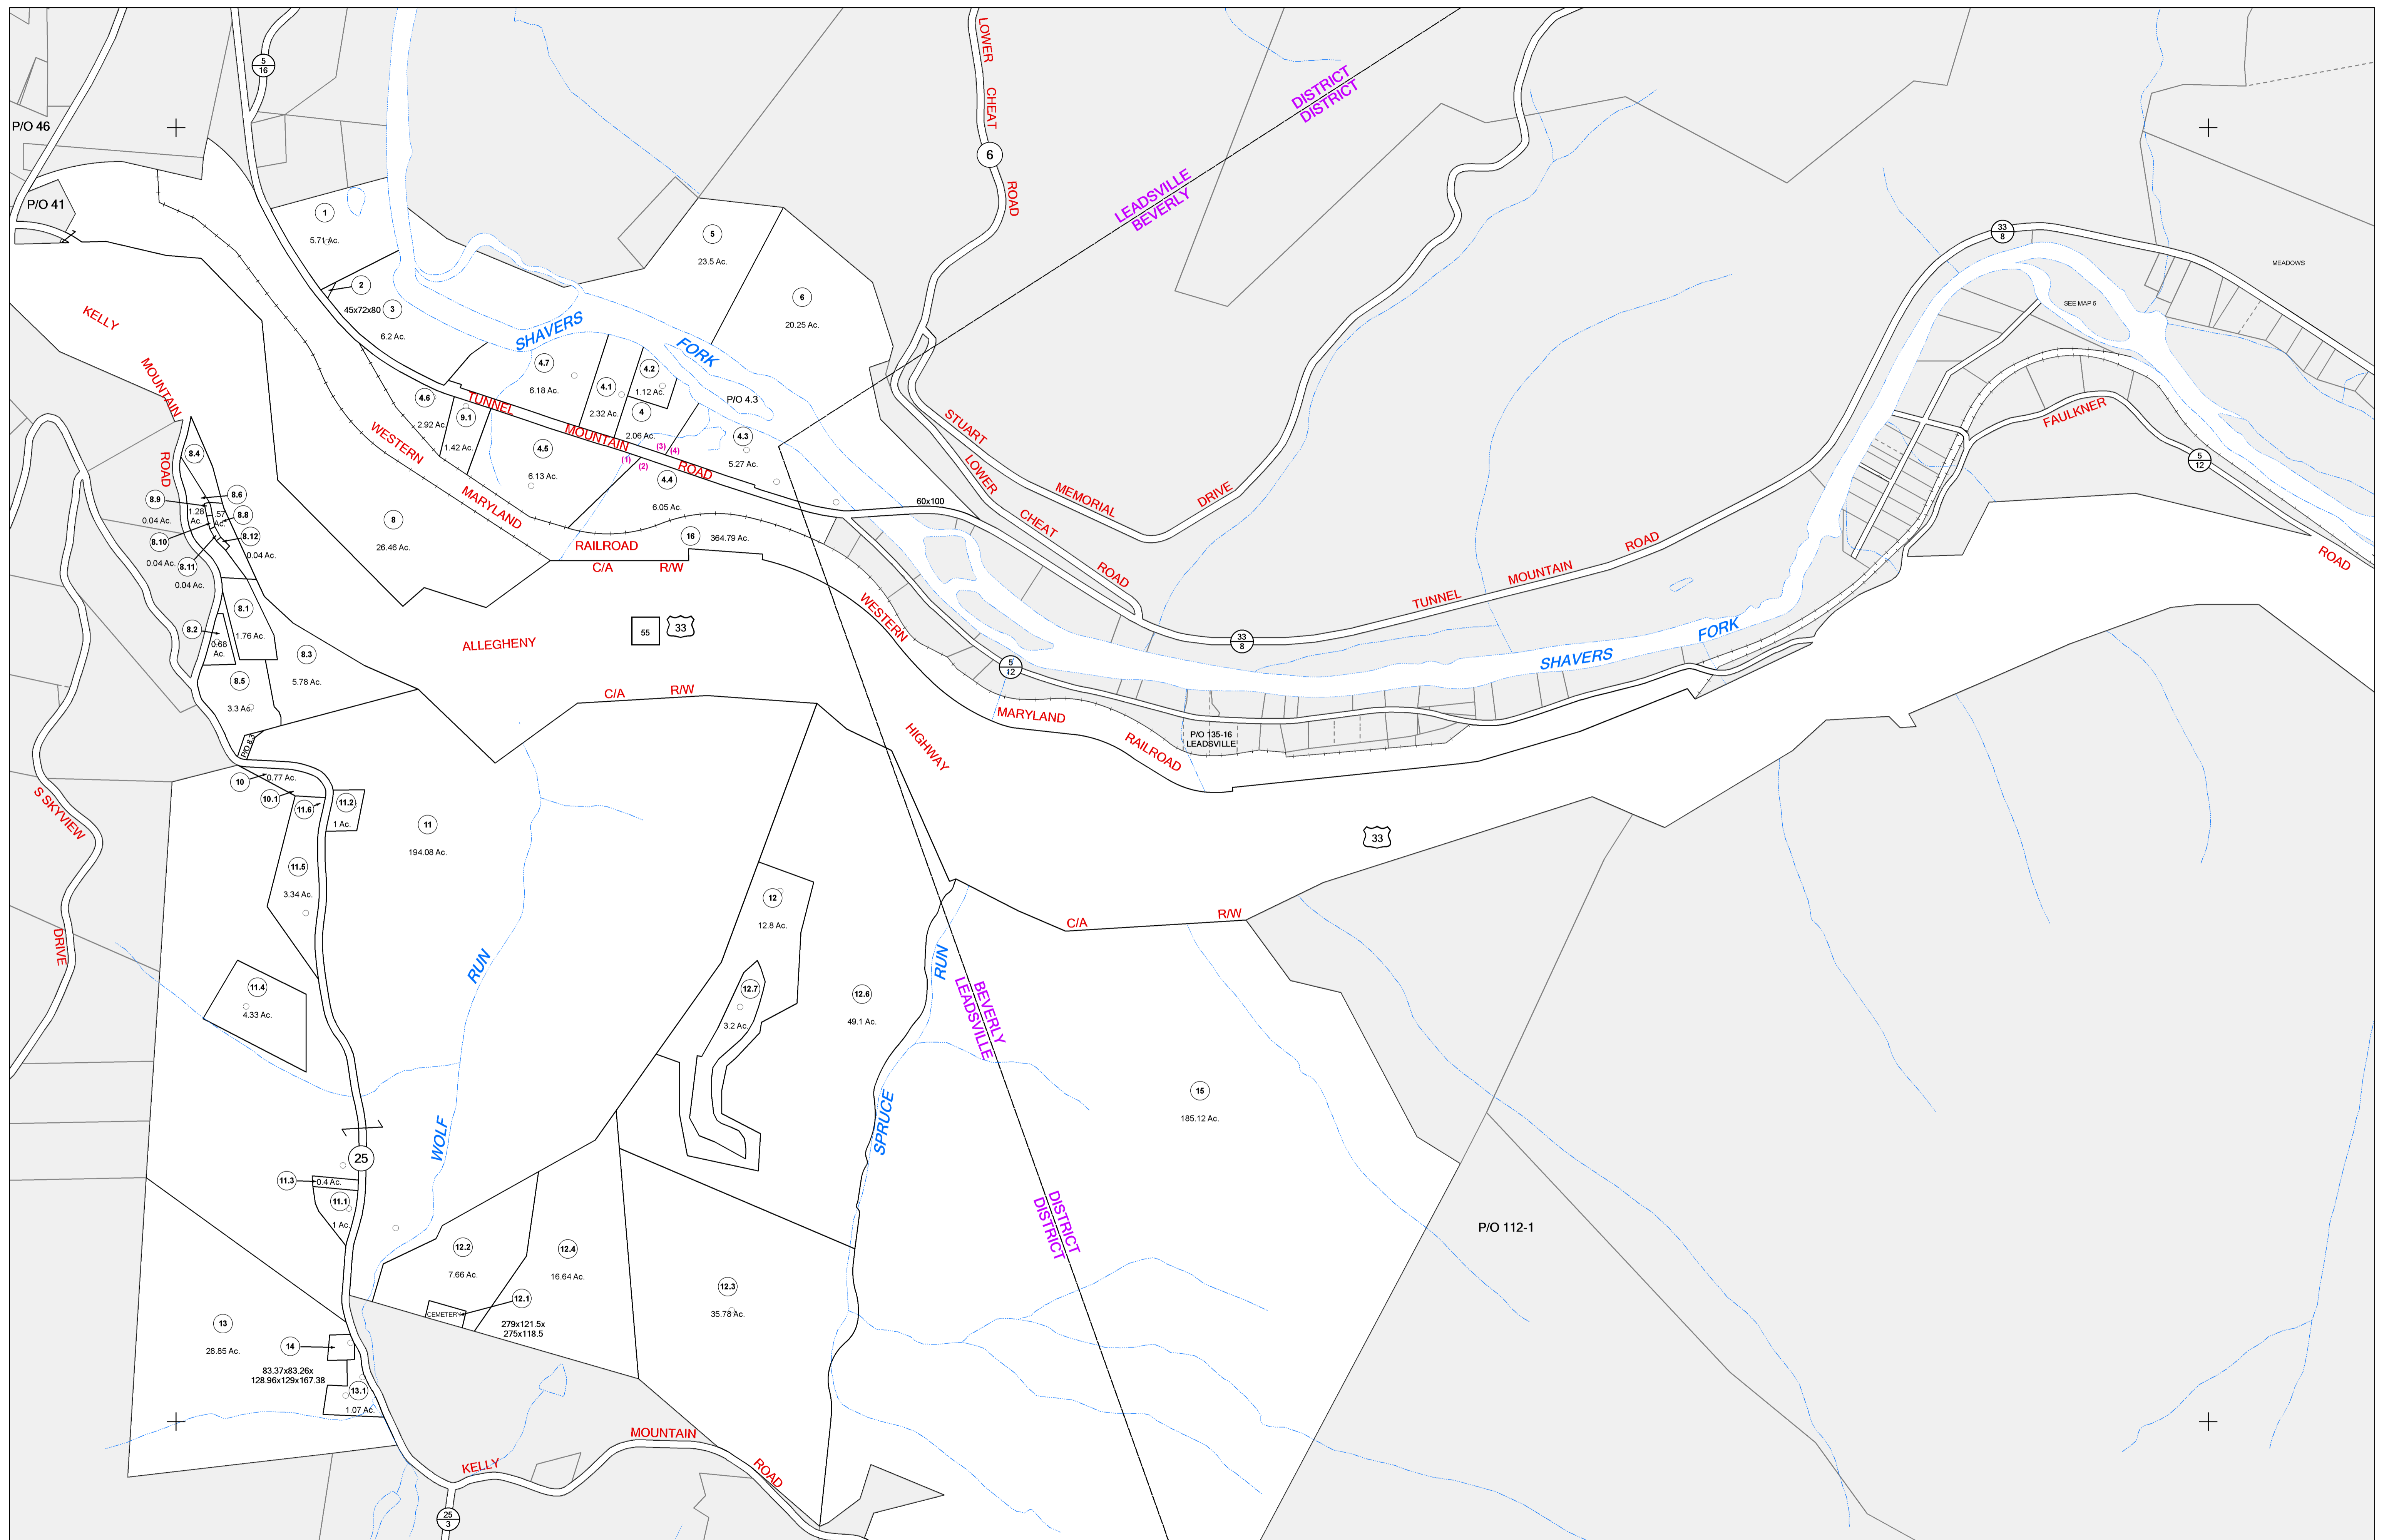 5
16
LOWER
CHEAT
6
ROAD
DISTRICT
DISTRICT
LEADSVILLE
BEVERLY
P/O 46
P/O 41
1
5.71 Ac.
2
45x72x80
3
6.2 Ac.
5
23.5 Ac.
6
20.25 Ac.
33
8
MEADOWS
SEE MAP 6
KELLY
MOUNTAIN
ROAD
SHAVERS
FORK
4.7
6.18 Ac.
4.1
2.32 Ac.
4.2
1.12 Ac.
4
2.06 Ac.
P/O 4.3
4.3
5.27 Ac.
4.6
2.92 Ac.
9.1
1.42 Ac.
TUNNEL
MOUNTAIN
ROAD
(1)
(2)
(3)
(4)
4.5
6.13 Ac.
4.4
6.05 Ac.
60x100
WESTERN
MARYLAND
RAILROAD
C/A
R/W
16
364.79 Ac.
STUART
MEMORIAL
DRIVE
LOWER
CHEAT
ROAD
FAULKNER
ROAD
5
12
TUNNEL
MOUNTAIN
ROAD
8.4
8.9
0.04 Ac.
8.6
1.28
Ac.
.57
Ac.
8.8
8.10
0.04 Ac.
8.12
0.04 Ac.
8.11
0.04 Ac.
8
26.46 Ac.
8.1
1.76 Ac.
8.2
0.68
Ac.
8.3
5.78 Ac.
8.5
3.3 Ac.
ALLEGHENY
55
33
C/A
R/W
HIGHWAY
WESTERN
MARYLAND
RAILROAD
5
12
33
8
SHAVERS
FORK
P/O 135-16
LEADSVILLE
33
C/A
R/W
S SKYVIEW
DRIVE
10
0.77 Ac.
10.1
11.6
11.2
1 Ac.
11
194.08 Ac.
11.5
3.34 Ac.
11.4
4.33 Ac.
WOLF
RUN
12
12.8 Ac.
12.7
3.2 Ac.
12.6
49.1 Ac.
SPRUCE
RUN
BEVERLY
LEADSVILLE
DISTRICT
DISTRICT
15
185.12 Ac.
P/O 112-1
25
11.3
0.4 Ac.
11.1
1 Ac.
12.2
7.66 Ac.
12.4
16.64 Ac.
12.1
279x121.5x
275x118.5
CEMETERY
12.3
35.78 Ac.
13
28.85 Ac.
14
83.37x83.26x
128.96x129x167.38
13.1
1.07 Ac.
KELLY
MOUNTAIN
ROAD
25
3